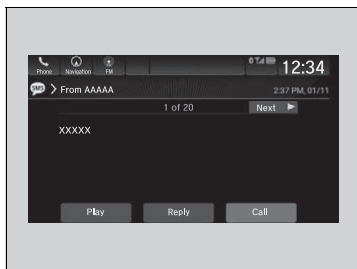 Phone Navigation FM 12:34
SMS From AAAAA 2:37 PM, 01/11
1 of 20 Next
XXXXX
Play Reply Call